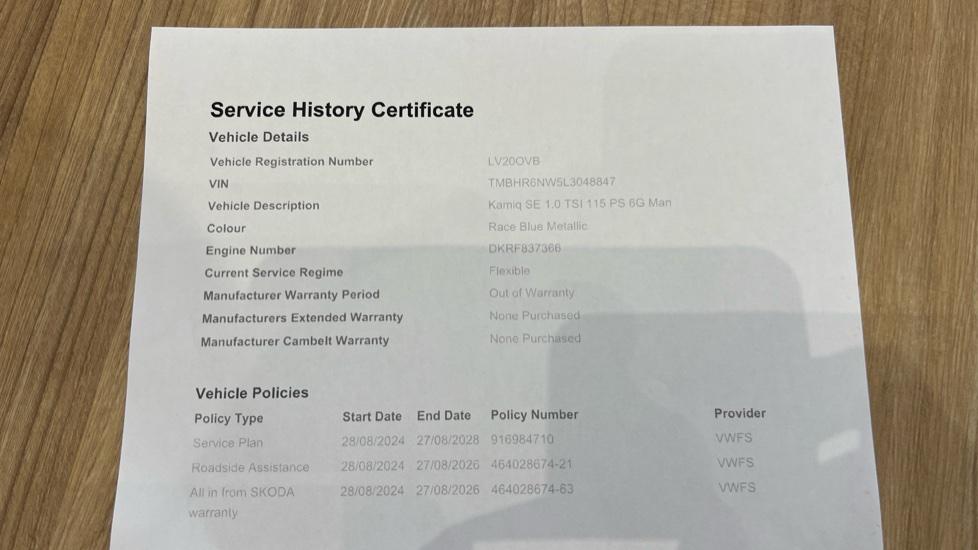 Service History Certificate
Vehicle Details
Vehicle Registration Number LV20OVB
VIN TMBHR6NW5L3048847
Vehicle Description Kamiq SE 1.0 TSI 115 PS 6G Man
Colour Race Blue Metallic
Engine Number DKRF837366
Current Service Regime Flexible
Manufacturer Warranty Period Out of Warranty
Manufacturers Extended Warranty None Purchased
Manufacturer Cambelt Warranty None Purchased
Vehicle Policies
Policy Type Start Date End Date Policy Number Provider
Service Plan 28/08/2024 27/08/2028 916984710 VWFS
Roadside Assistance 28/08/2024 27/08/2026 464028674-21 VWFS
All in from SKODA 28/08/2024 27/08/2026 464028674-63 VWFS
warranty